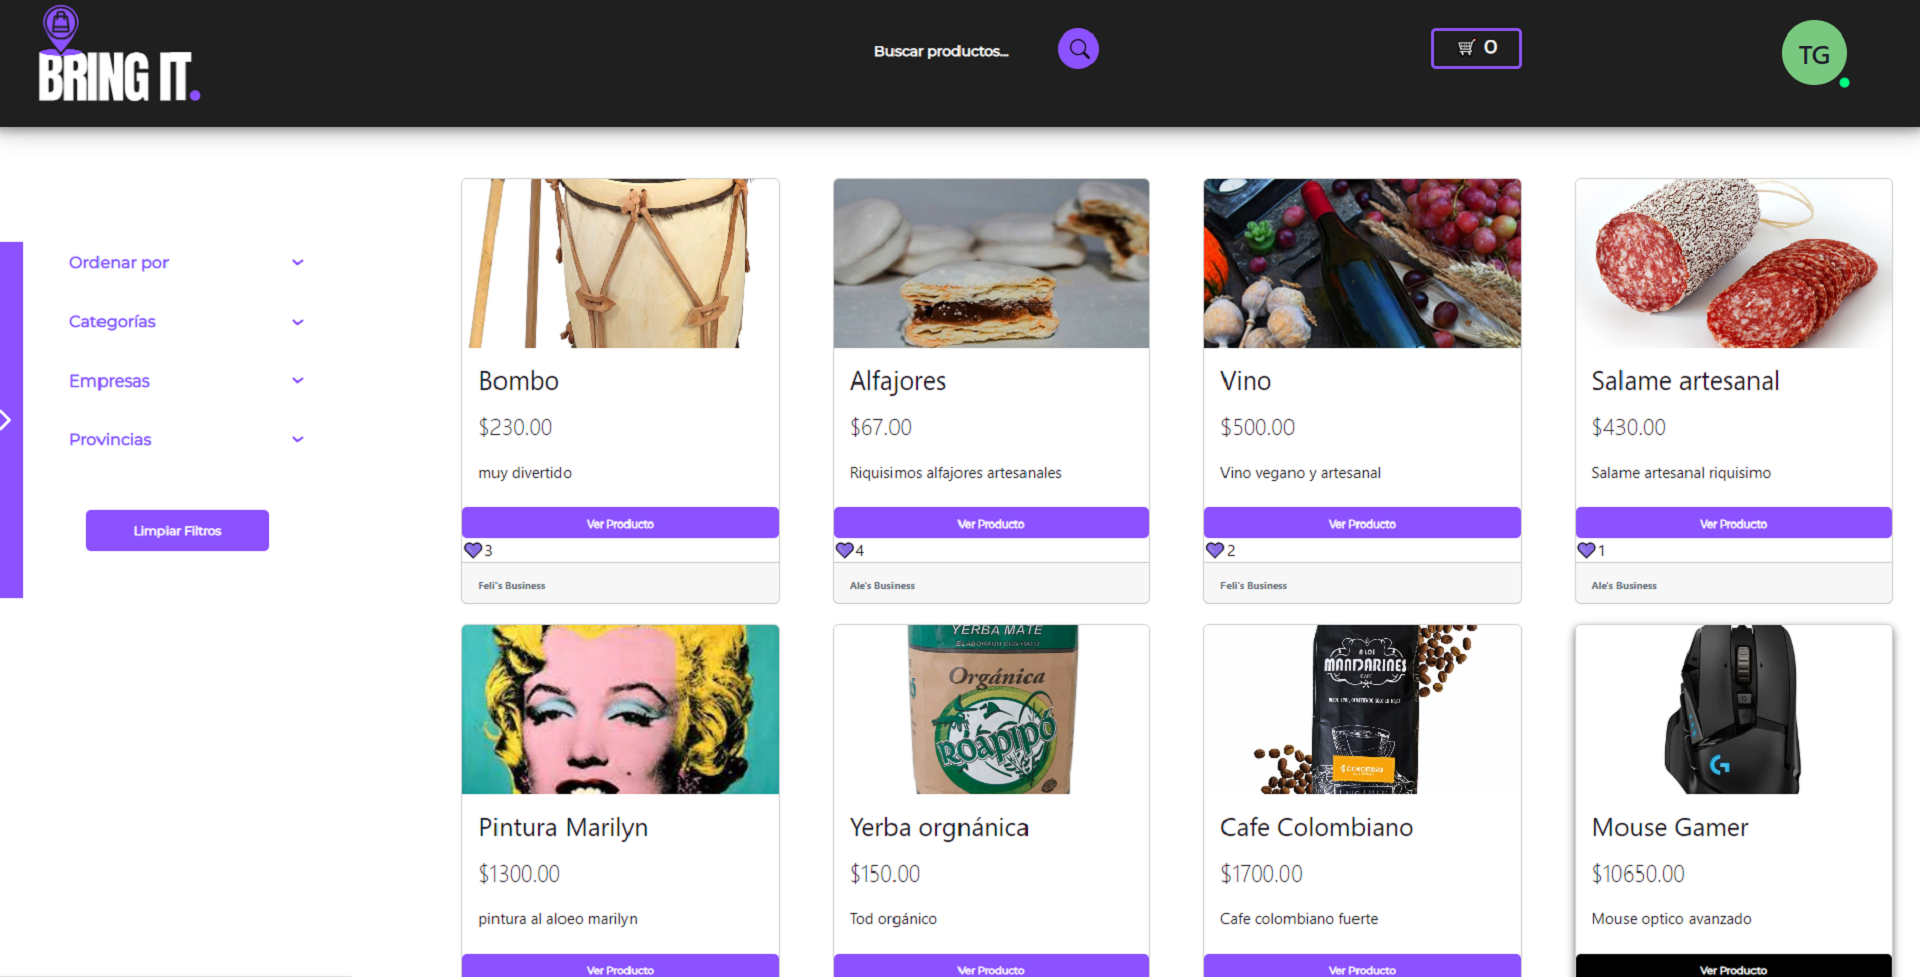 BRING IT.
Buscar productos...
0
TG
Ordenar por
Categorías
Empresas
Provincias
Limpiar Filtros
Bombo
$230.00
muy divertido
Ver Producto
3
Feli's Business
Alfajores
$67.00
Riquisimos alfajores artesanales
Ver Producto
4
Ale's Business
Vino
$500.00
Vino vegano y artesanal
Ver Producto
2
Feli's Business
Salame artesanal
$430.00
Salame artesanal riquisimo
Ver Producto
1
Ale's Business
Pintura Marilyn
$1300.00
pintura al aloeo marilyn
Ver Producto
YERBA MATE
Orgánica
ROAPIPÓ
Yerba orgnánica
$150.00
Tod orgánico
Ver Producto
A LOS
MANDARINES
CAFE
COLOMBIA
Cafe Colombiano
$1700.00
Cafe colombiano fuerte
Ver Producto
G
Mouse Gamer
$10650.00
Mouse optico avanzado
Ver Producto